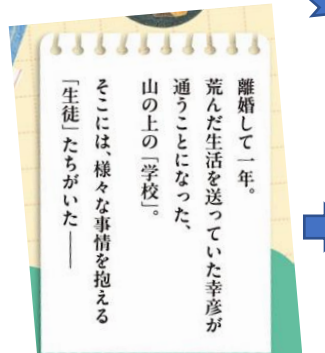 離婚して一年。
荒んだ生活を送っていた幸彦が
通うことになった、
山の上の「学校」。
そこには、様々な事情を抱える
「生徒」たちがいた――